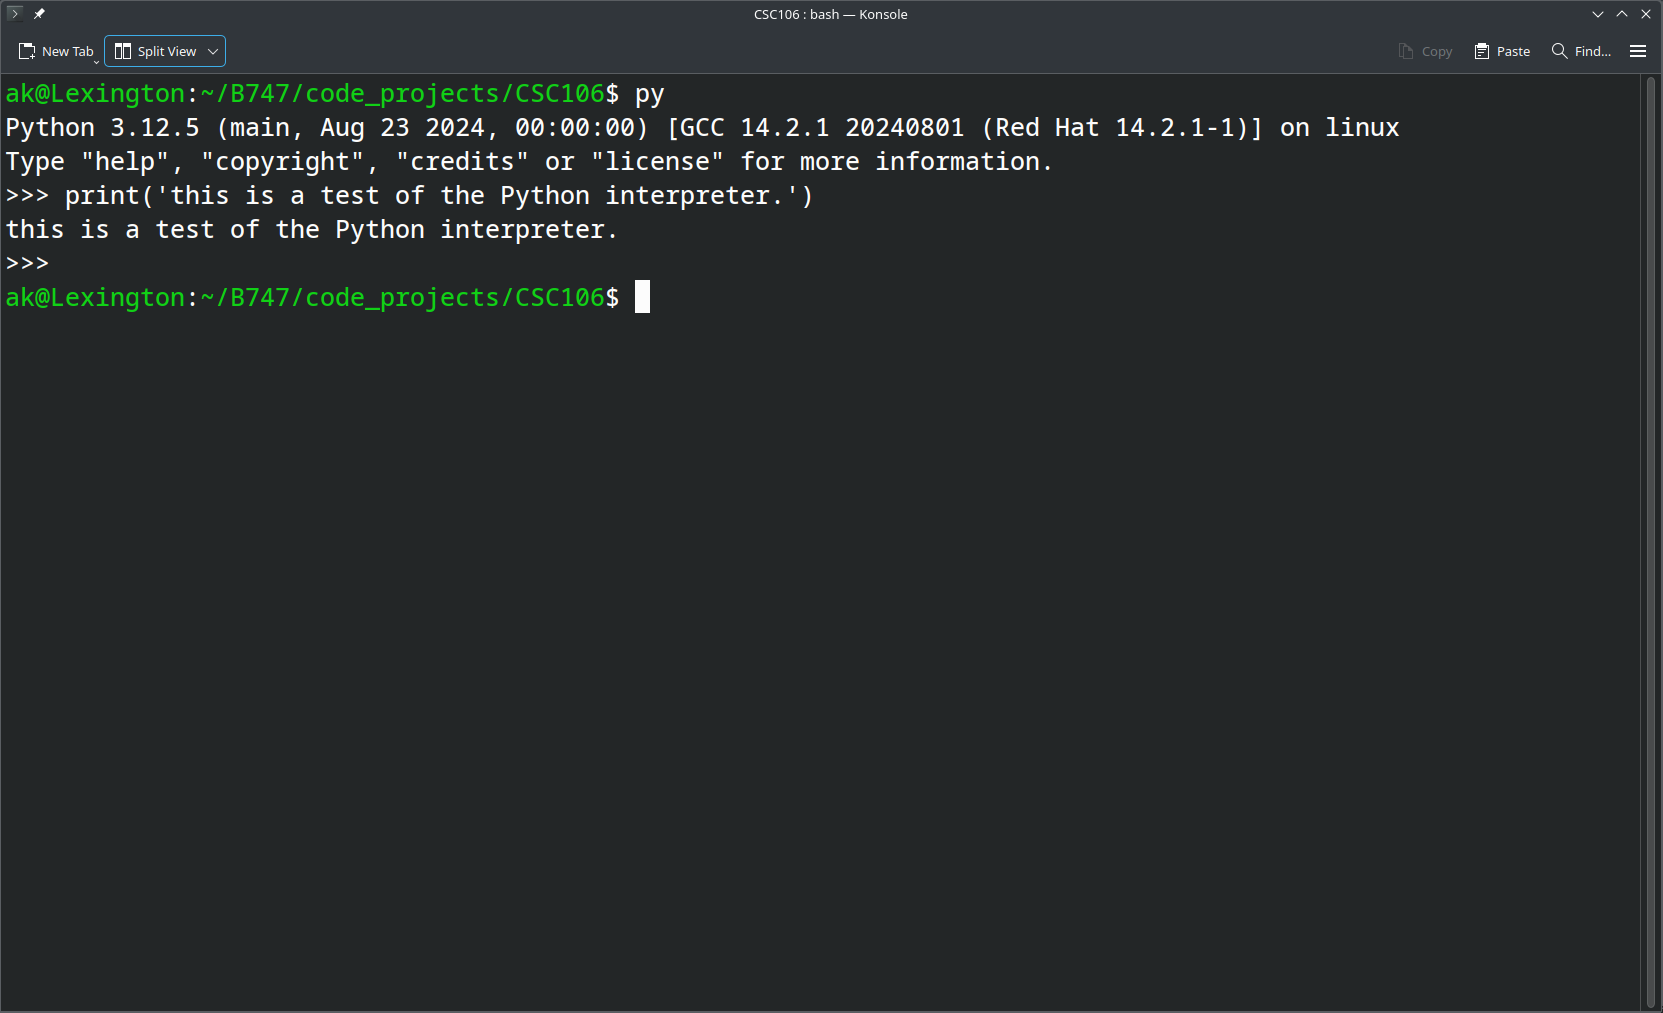 CSC106 : bash — Konsole
New Tab
Split View
Copy
Paste
Find...
ak@Lexington:~/B747/code_projects/CSC106$ py
Python 3.12.5 (main, Aug 23 2024, 00:00:00) [GCC 14.2.1 20240801 (Red Hat 14.2.1-1)] on linux
Type "help", "copyright", "credits" or "license" for more information.
>>> print('this is a test of the Python interpreter.')
this is a test of the Python interpreter.
>>>
ak@Lexington:~/B747/code_projects/CSC106$